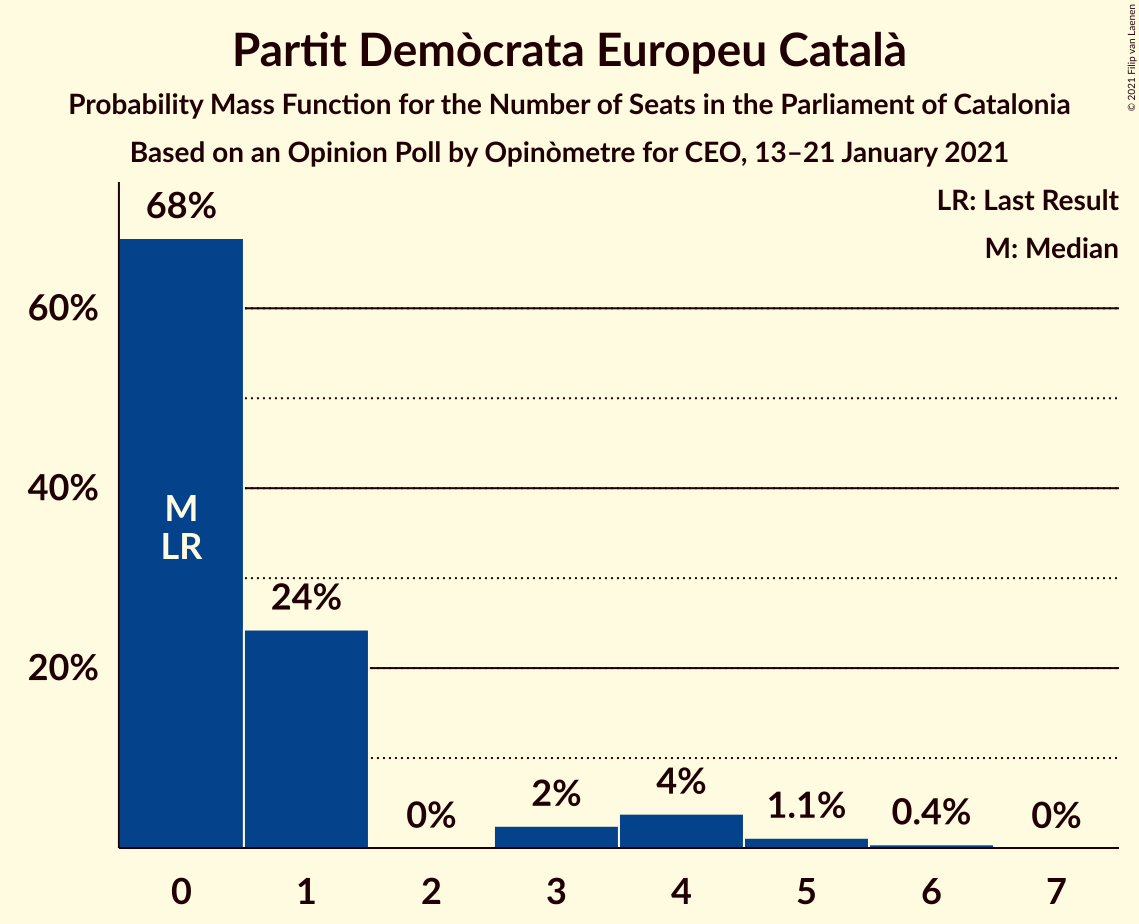 Partit Demòcrata Europeu Català
Probability Mass Function for the Number of Seats in the Parliament of Catalonia
Based on an Opinion Poll by Opinòmetre for CEO, 13–21 January 2021
© 2021 Filip van Laenen
LR: Last Result
M: Median
68%
60%
40%
20%
M
LR
24%
0%
2%
4%
1.1%
0.4%
0%
0 1 2 3 4 5 6 7